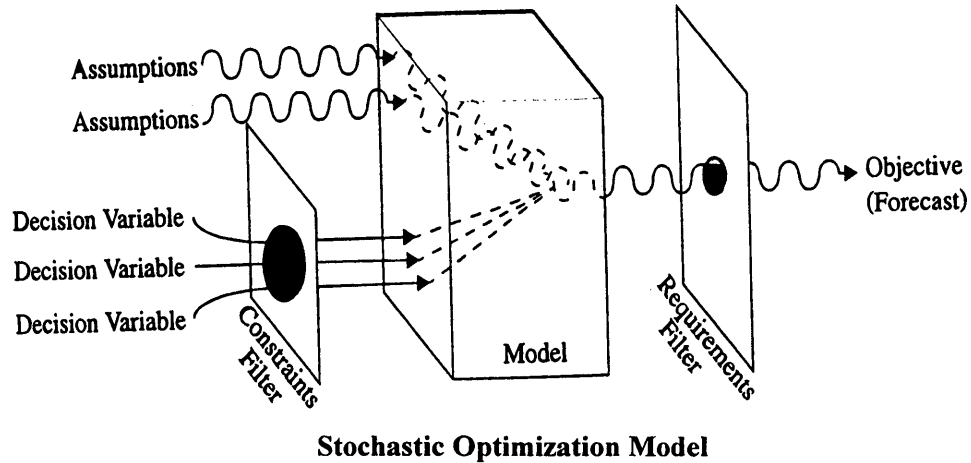 Assumptions
Assumptions
Decision Variable
Decision Variable
Decision Variable
Constraints
Filter
Model
Requirements
Filter
Objective
(Forecast)
Stochastic Optimization Model